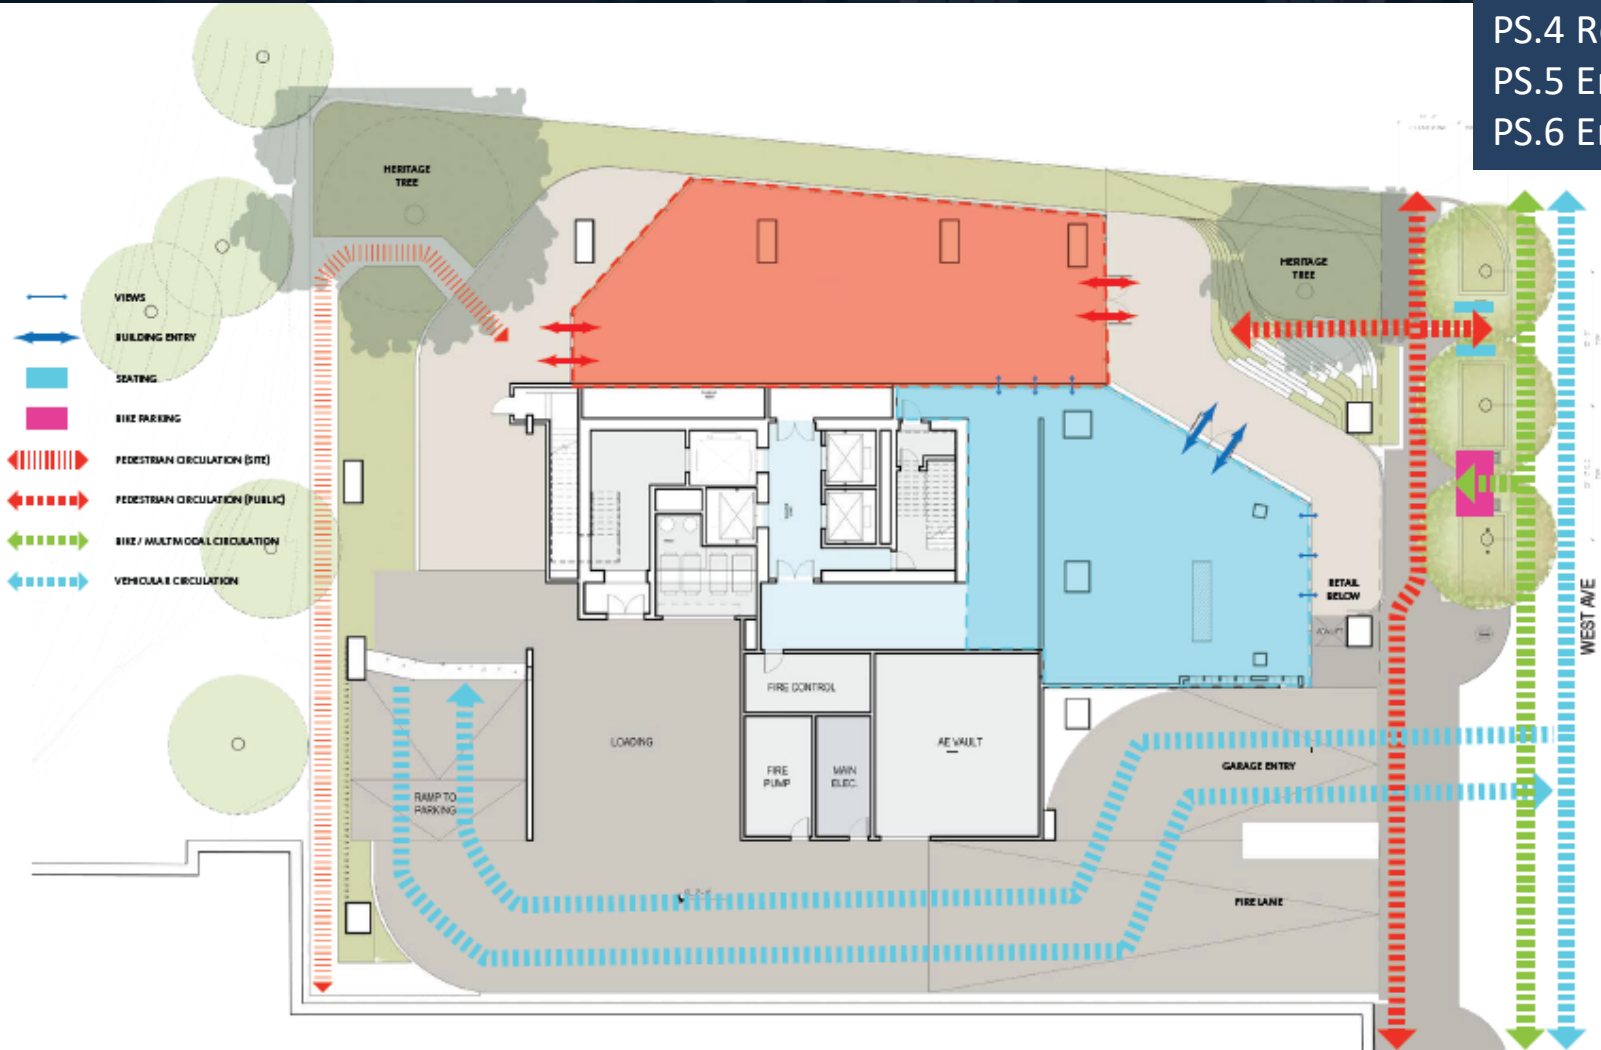 PS.4 R
PS.5 E
PS.6 E
HERITAGE
TREE
HERITAGE
TREE
VIEWS
BUILDING ENTRY
SEATING
BIKE PARKING
PEDESTRIAN CIRCULATION (SITE)
PEDESTRIAN CIRCULATION (PUBLIC)
BIKE / MULTIMODAL CIRCULATION
VEHICULAR CIRCULATION
RETAIL
BELOW
WEST AVE
FIRE CONTROL
LOADING
AE VAULT
FIRE
PUMP
MAIN
ELEC.
GARAGE ENTRY
RAMP TO
PARKING
FIRE LANE